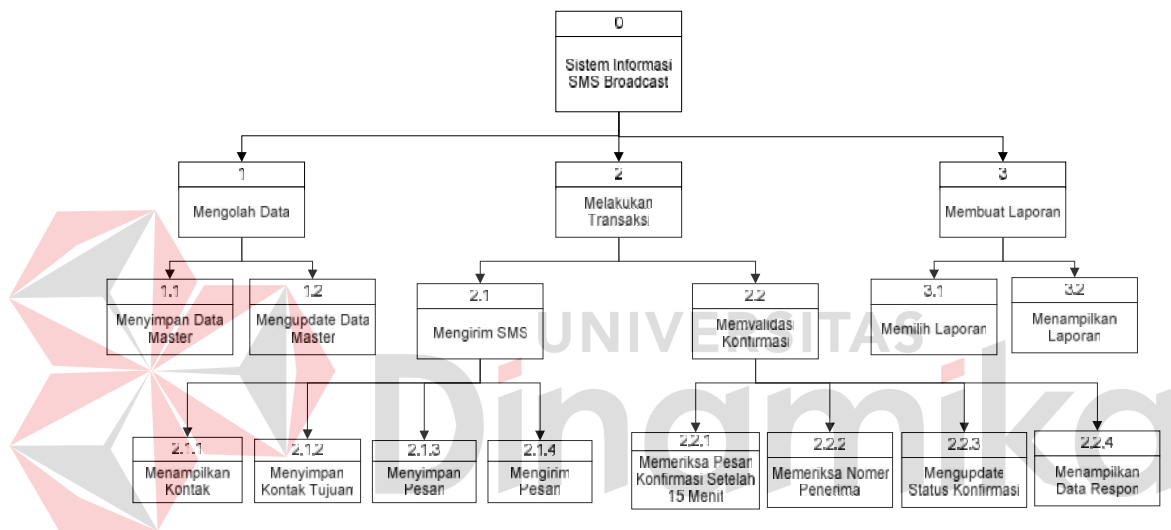 0
Sistem Informasi
SMS Broadcast
1
Mengolah Data
2
Melakukan
Transaksi
3
Membuat Laporan
1.1
Menyimpan Data
Master
1.2
Mengupdate Data
Master
2.1
Mengirim SMS
2.2
Memvalidasi
Konfirmasi
3.1
Memilih Laporan
3.2
Menampilkan
Laporan
UNIVERSITAS
Dinamika
2.1.1
Menampilkan
Kontak
2.1.2
Menyimpan
Kontak Tujuan
2.1.3
Menyimpan
Pesan
2.1.4
Mengirim
Pesan
2.2.1
Memeriksa Pesan
Konfirmasi Setelah
15 Menit
2.2.2
Memeriksa Nomer
Penerima
2.2.3
Mengupdate
Status Konfirmasi
2.2.4
Menampilkan
Data Respon